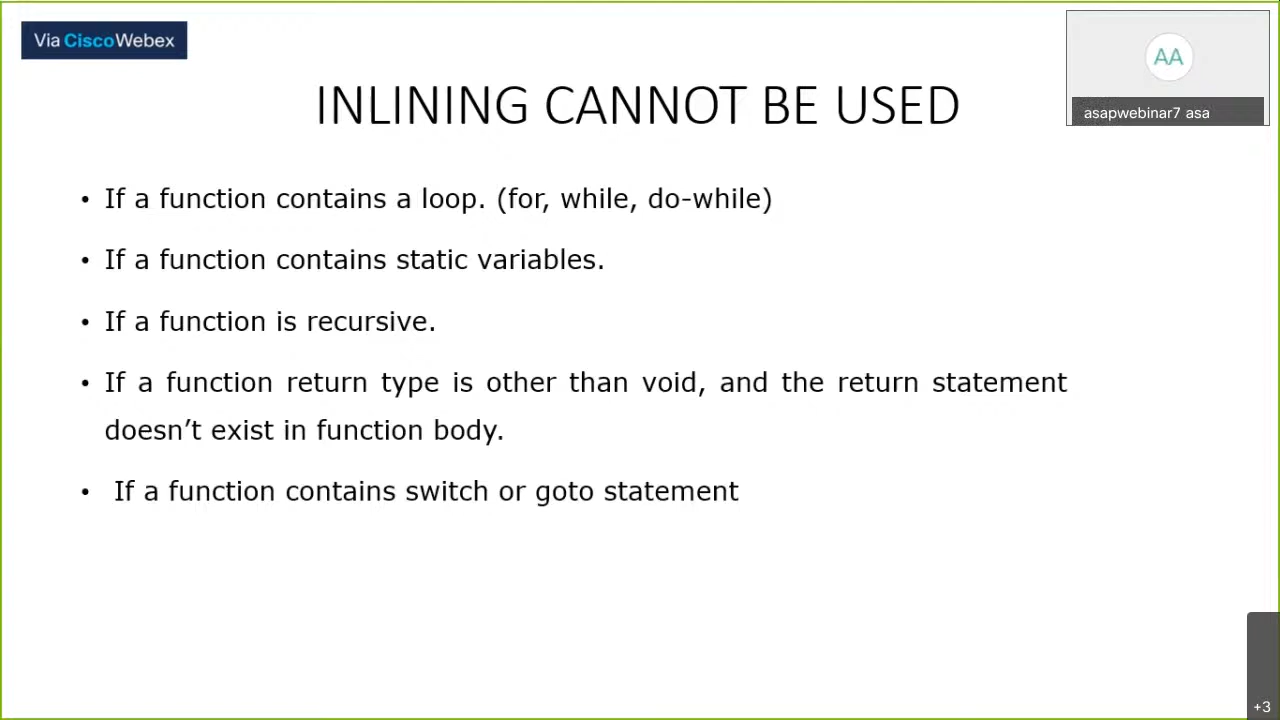 Via CiscoWebex
AA
asapwebinar7 asa
INLINING CANNOT BE USED
• If a function contains a loop. (for, while, do-while)
• If a function contains static variables.
• If a function is recursive.
• If a function return type is other than void, and the return statement
doesn’t exist in function body.
• If a function contains switch or goto statement
+3